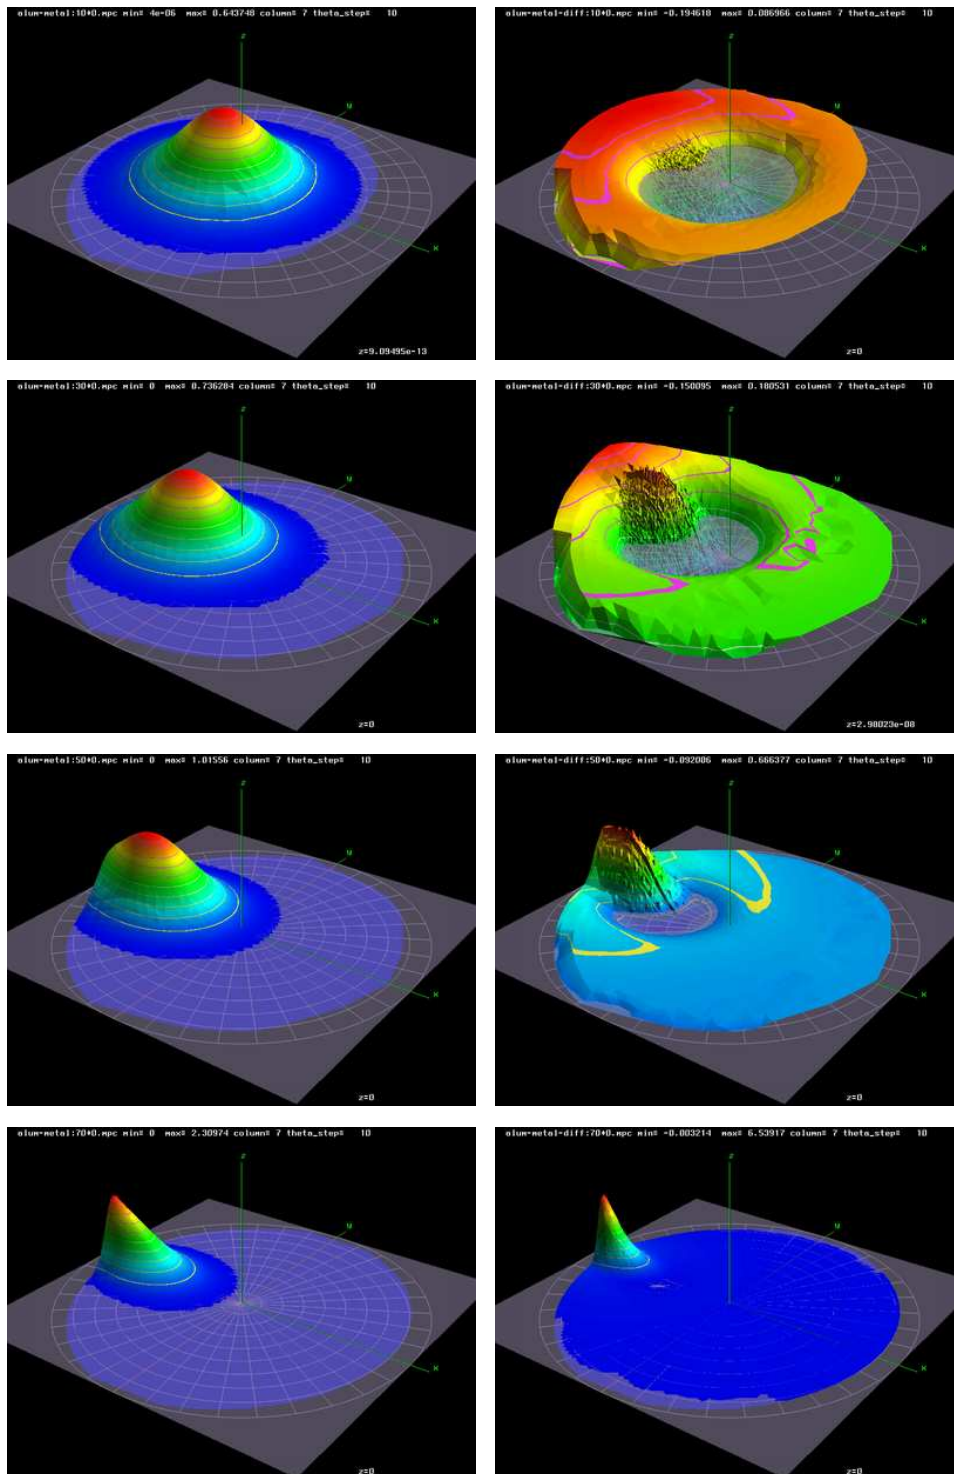 alum-metal:10*0.mpc min= 4e-06 max= 0.643748 column= 7 theta_step= 10
z
y
x
z=9.09495e-13
alum-metal-diff:10*0.mpc min= -0.194618 max= 0.086966 column= 7 theta_step= 10
z
y
x
z=0
alum-metal:30*0.mpc min= 0 max= 0.736284 column= 7 theta_step= 10
z
y
x
z=0
alum-metal-diff:30*0.mpc min= -0.150095 max= 0.180531 column= 7 theta_step= 10
z
y
x
z=2.98023e-08
alum-metal:50*0.mpc min= 0 max= 1.01556 column= 7 theta_step= 10
z
y
x
z=0
alum-metal-diff:50*0.mpc min= -0.092006 max= 0.666377 column= 7 theta_step= 10
z
y
x
z=0
alum-metal:70*0.mpc min= 0 max= 2.30974 column= 7 theta_step= 10
z
y
x
z=0
alum-metal-diff:70*0.mpc min= -0.003214 max= 6.53917 column= 7 theta_step= 10
z
y
x
z=0